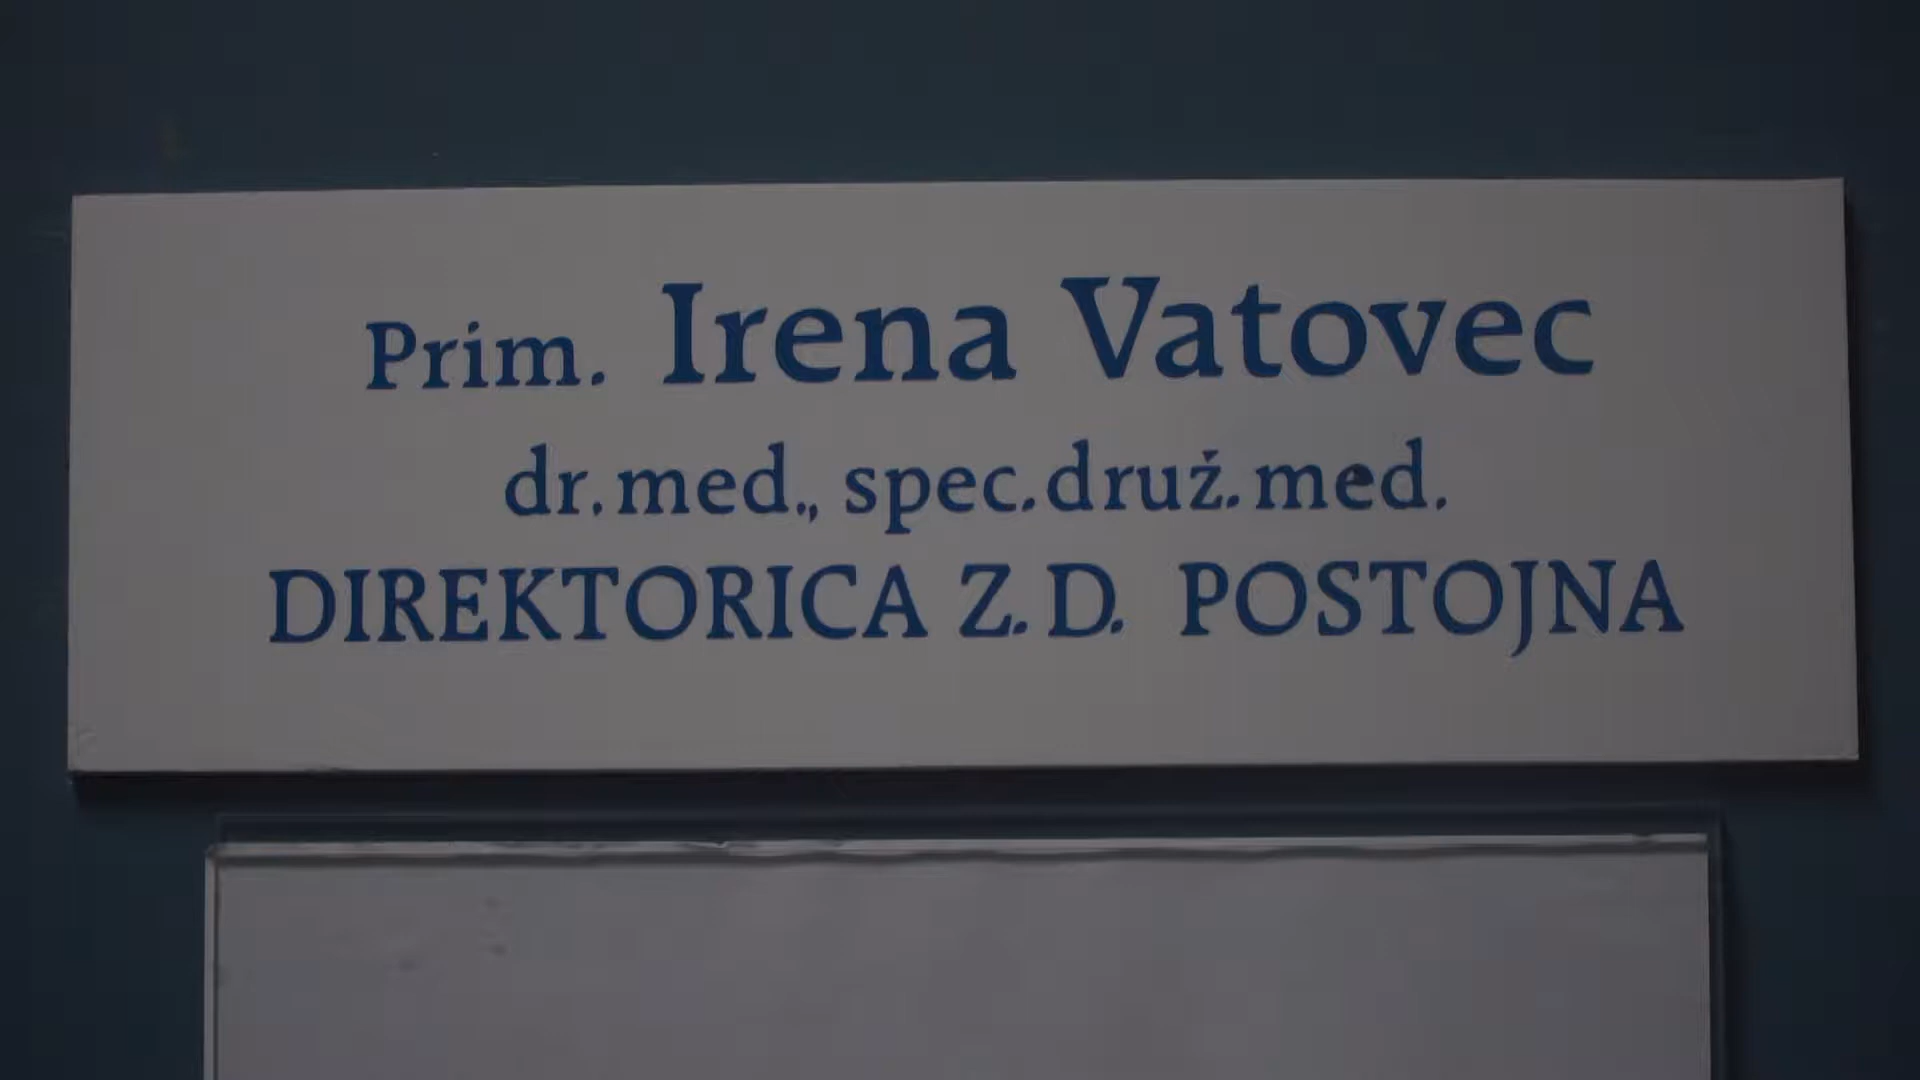 Prim. Irena Vatovec
dr.med., spec.druž.med.
DIREKTORICA Z.D. POSTOJNA